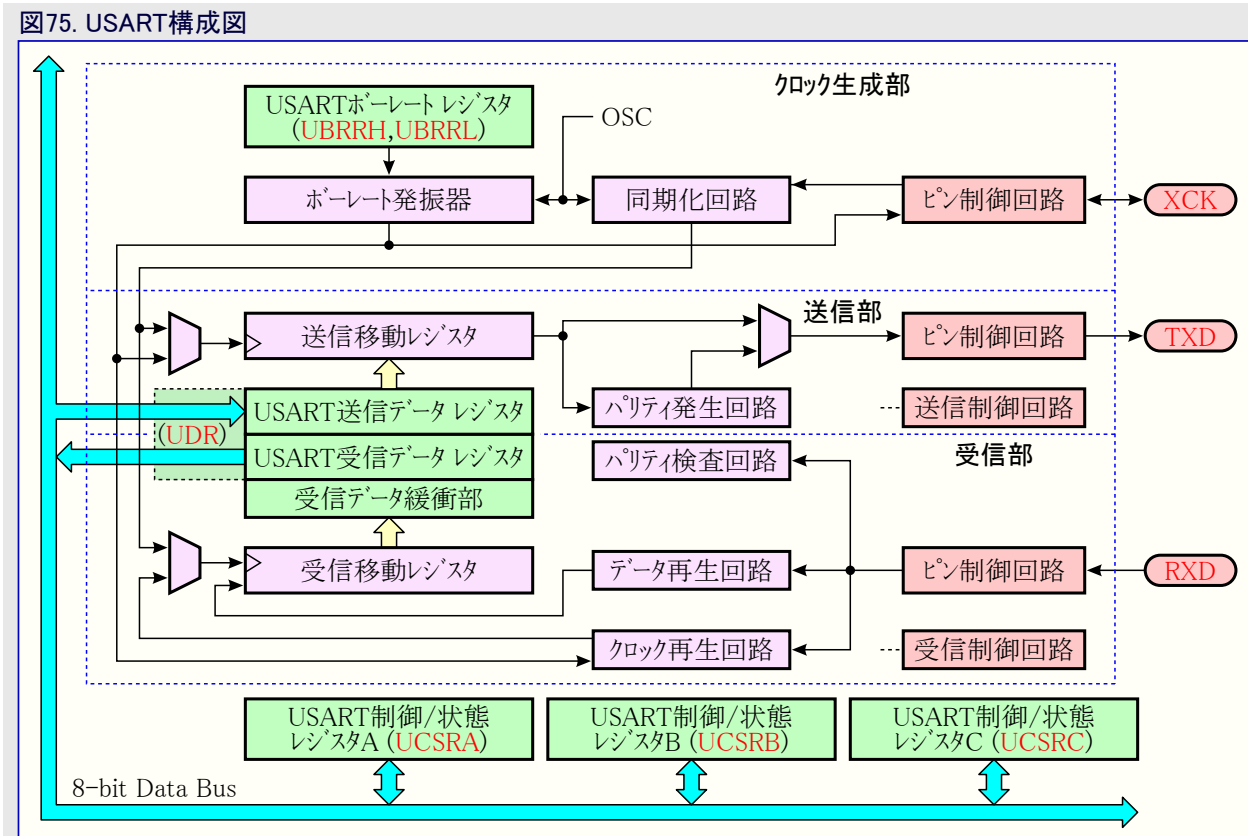 図75. USART構成図
クロック生成部
USARTボーレート レジスタ
(UBRRH,UBRRL)
OSC
ボーレート発振器
同期化回路
ピン制御回路
XCK
送信部
送信移動レジスタ
ピン制御回路
TXD
USART送信データ レジスタ
パリティ発生回路
送信制御回路
(UDR)
USART受信データ レジスタ
パリティ検査回路
受信部
受信データ緩衝部
受信移動レジスタ
データ再生回路
ピン制御回路
RXD
クロック再生回路
受信制御回路
USART制御/状態
レジスタA (UCSRA)
USART制御/状態
レジスタB (UCSRB)
USART制御/状態
レジスタC (UCSRC)
8-bit Data Bus